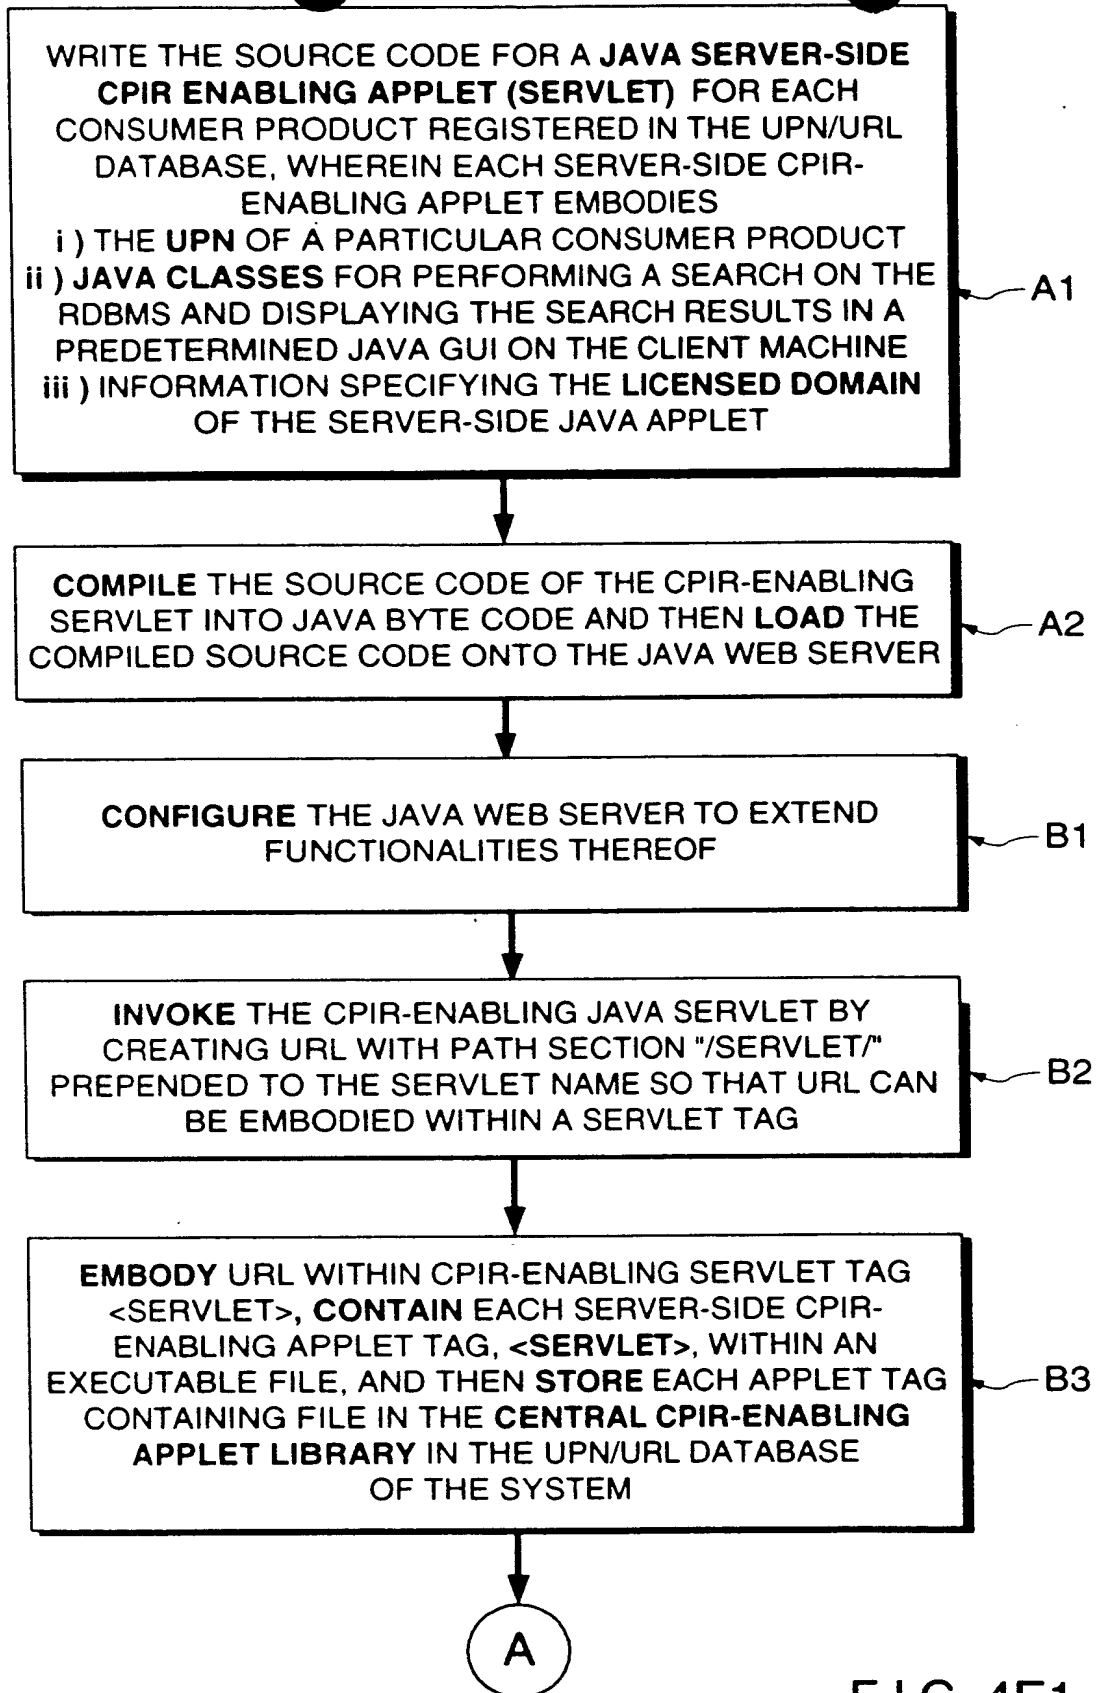 WRITE THE SOURCE CODE FOR A JAVA SERVER-SIDE
CPIR ENABLING APPLET (SERVLET) FOR EACH
CONSUMER PRODUCT REGISTERED IN THE UPN/URL
DATABASE, WHEREIN EACH SERVER-SIDE CPIR-
ENABLING APPLET EMBODIES
i ) THE UPN OF A PARTICULAR CONSUMER PRODUCT
ii ) JAVA CLASSES FOR PERFORMING A SEARCH ON THE
RDBMS AND DISPLAYING THE SEARCH RESULTS IN A
PREDETERMINED JAVA GUI ON THE CLIENT MACHINE
iii ) INFORMATION SPECIFYING THE LICENSED DOMAIN
OF THE SERVER-SIDE JAVA APPLET
A1
COMPILE THE SOURCE CODE OF THE CPIR-ENABLING
SERVLET INTO JAVA BYTE CODE AND THEN LOAD THE
COMPILED SOURCE CODE ONTO THE JAVA WEB SERVER
A2
CONFIGURE THE JAVA WEB SERVER TO EXTEND
FUNCTIONALITIES THEREOF
B1
INVOKE THE CPIR-ENABLING JAVA SERVLET BY
CREATING URL WITH PATH SECTION "/SERVLET/"
PREPENDED TO THE SERVLET NAME SO THAT URL CAN
BE EMBODIED WITHIN A SERVLET TAG
B2
EMBODY URL WITHIN CPIR-ENABLING SERVLET TAG
<SERVLET>, CONTAIN EACH SERVER-SIDE CPIR-
ENABLING APPLET TAG, <SERVLET>, WITHIN AN
EXECUTABLE FILE, AND THEN STORE EACH APPLET TAG
CONTAINING FILE IN THE CENTRAL CPIR-ENABLING
APPLET LIBRARY IN THE UPN/URL DATABASE
OF THE SYSTEM
B3
A
FIG. 4E1